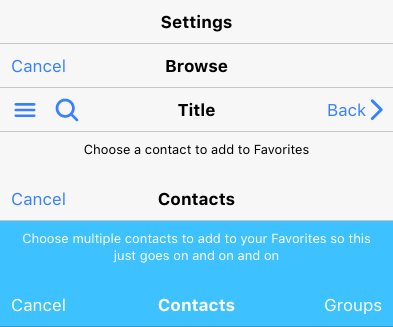 Settings
Cancel Browse
Title Back
Choose a contact to add to Favorites
Cancel Contacts
Choose multiple contacts to add to your Favorites so this
just goes on and on and on
Cancel Contacts Groups